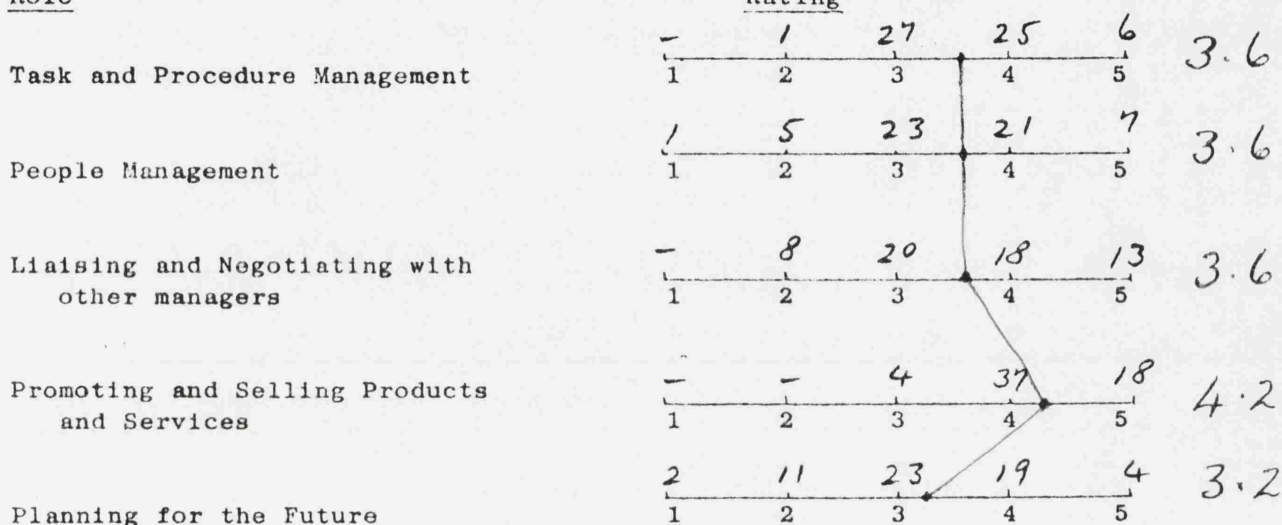 Role Rating
- 1 27 25 6 3.6
Task and Procedure Management 1 2 3 4 5
1 5 23 21 7 3.6
People Management 1 2 3 4 5
- 8 20 18 13 3.6
Liaising and Negotiating with 1 2 3 4 5
other managers
- - 4 37 18 4.2
Promoting and Selling Products 1 2 3 4 5
and Services
2 11 23 19 4 3.2
Planning for the Future 1 2 3 4 5